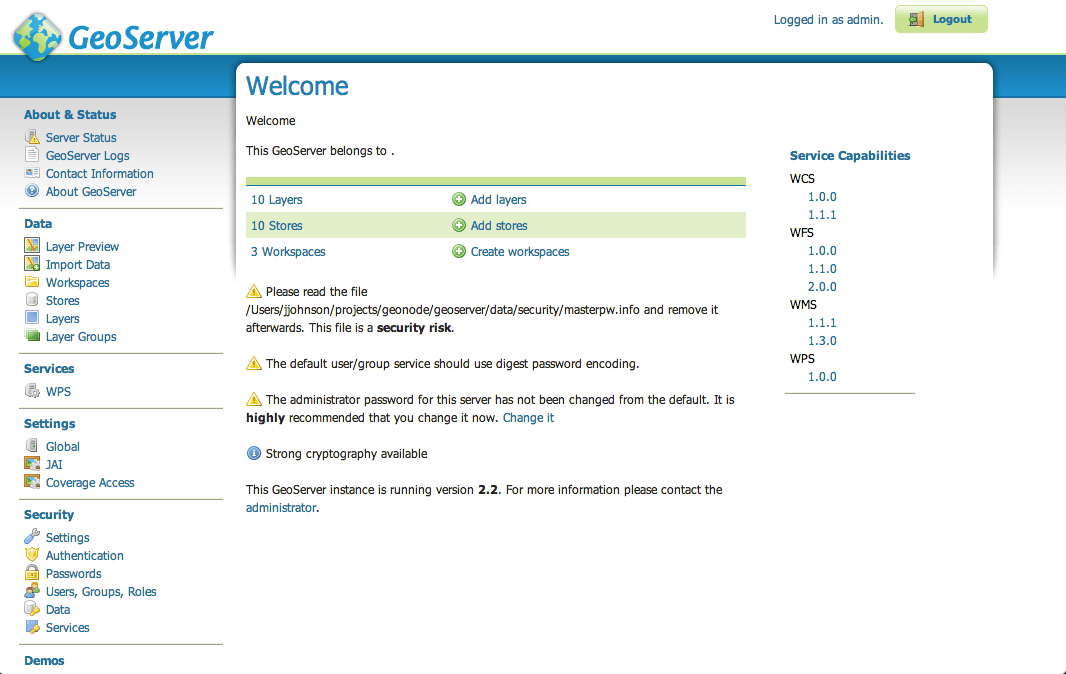 GeoServer
Logged in as admin.
Logout
About & Status
Server Status
GeoServer Logs
Contact Information
About GeoServer
Data
Layer Preview
Import Data
Workspaces
Stores
Layers
Layer Groups
Services
WPS
Settings
Global
JAI
Coverage Access
Security
Settings
Authentication
Passwords
Users, Groups, Roles
Data
Services
Demos
Welcome
Welcome
This GeoServer belongs to .
10 Layers Add layers
10 Stores Add stores
3 Workspaces Create workspaces
Please read the file
/Users/jjohnson/projects/geonode/geoserver/data/security/masterpw.info and remove it
afterwards. This file is a security risk.
The default user/group service should use digest password encoding.
The administrator password for this server has not been changed from the default. It is
highly recommended that you change it now. Change it
Strong cryptography available
This GeoServer instance is running version 2.2. For more information please contact the
administrator.
Service Capabilities
WCS
1.0.0
1.1.1
WFS
1.0.0
1.1.0
2.0.0
WMS
1.1.1
1.3.0
WPS
1.0.0